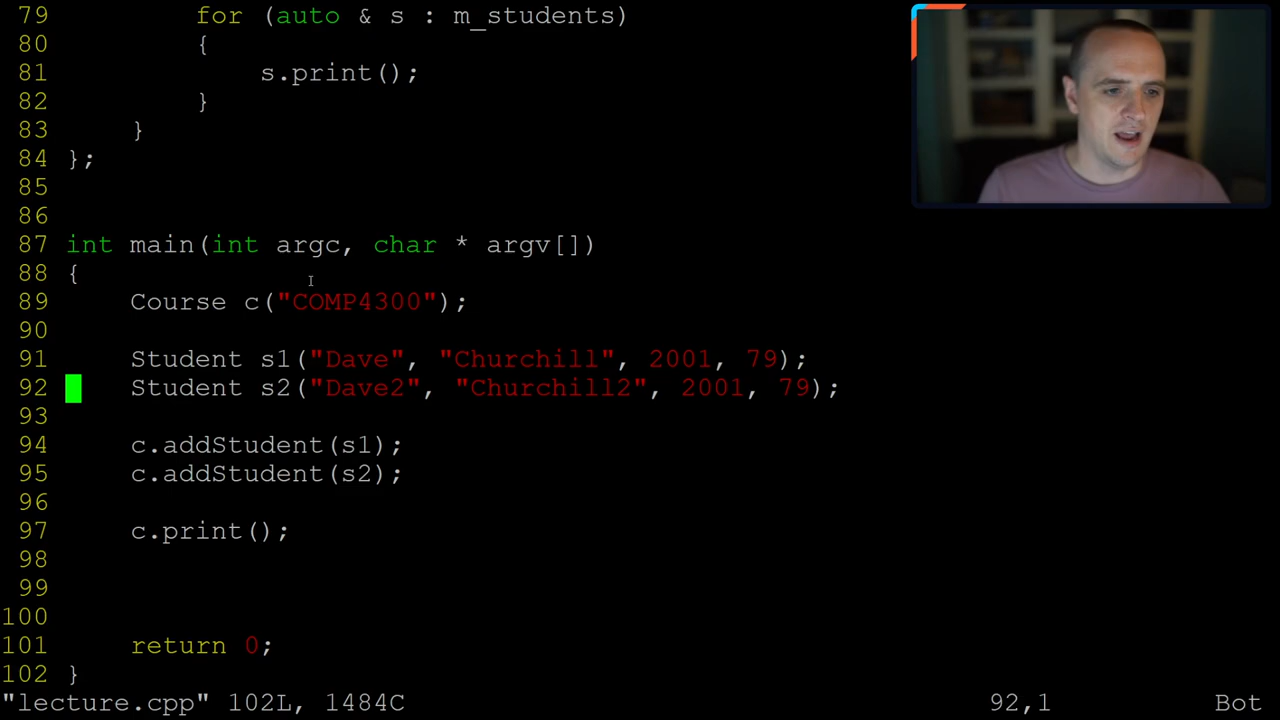 79 for (auto & s : m_students)
80 {
81 s.print();
82 }
83 }
84 };
85
86
87 int main(int argc, char * argv[])
88 {
89 Course c("COMP4300");
90
91 Student s1("Dave", "Churchill", 2001, 79);
92 Student s2("Dave2", "Churchill2", 2001, 79);
93
94 c.addStudent(s1);
95 c.addStudent(s2);
96
97 c.print();
98
99
100
101 return 0;
102 }
"lecture.cpp" 102L, 1484C 92,1 Bot